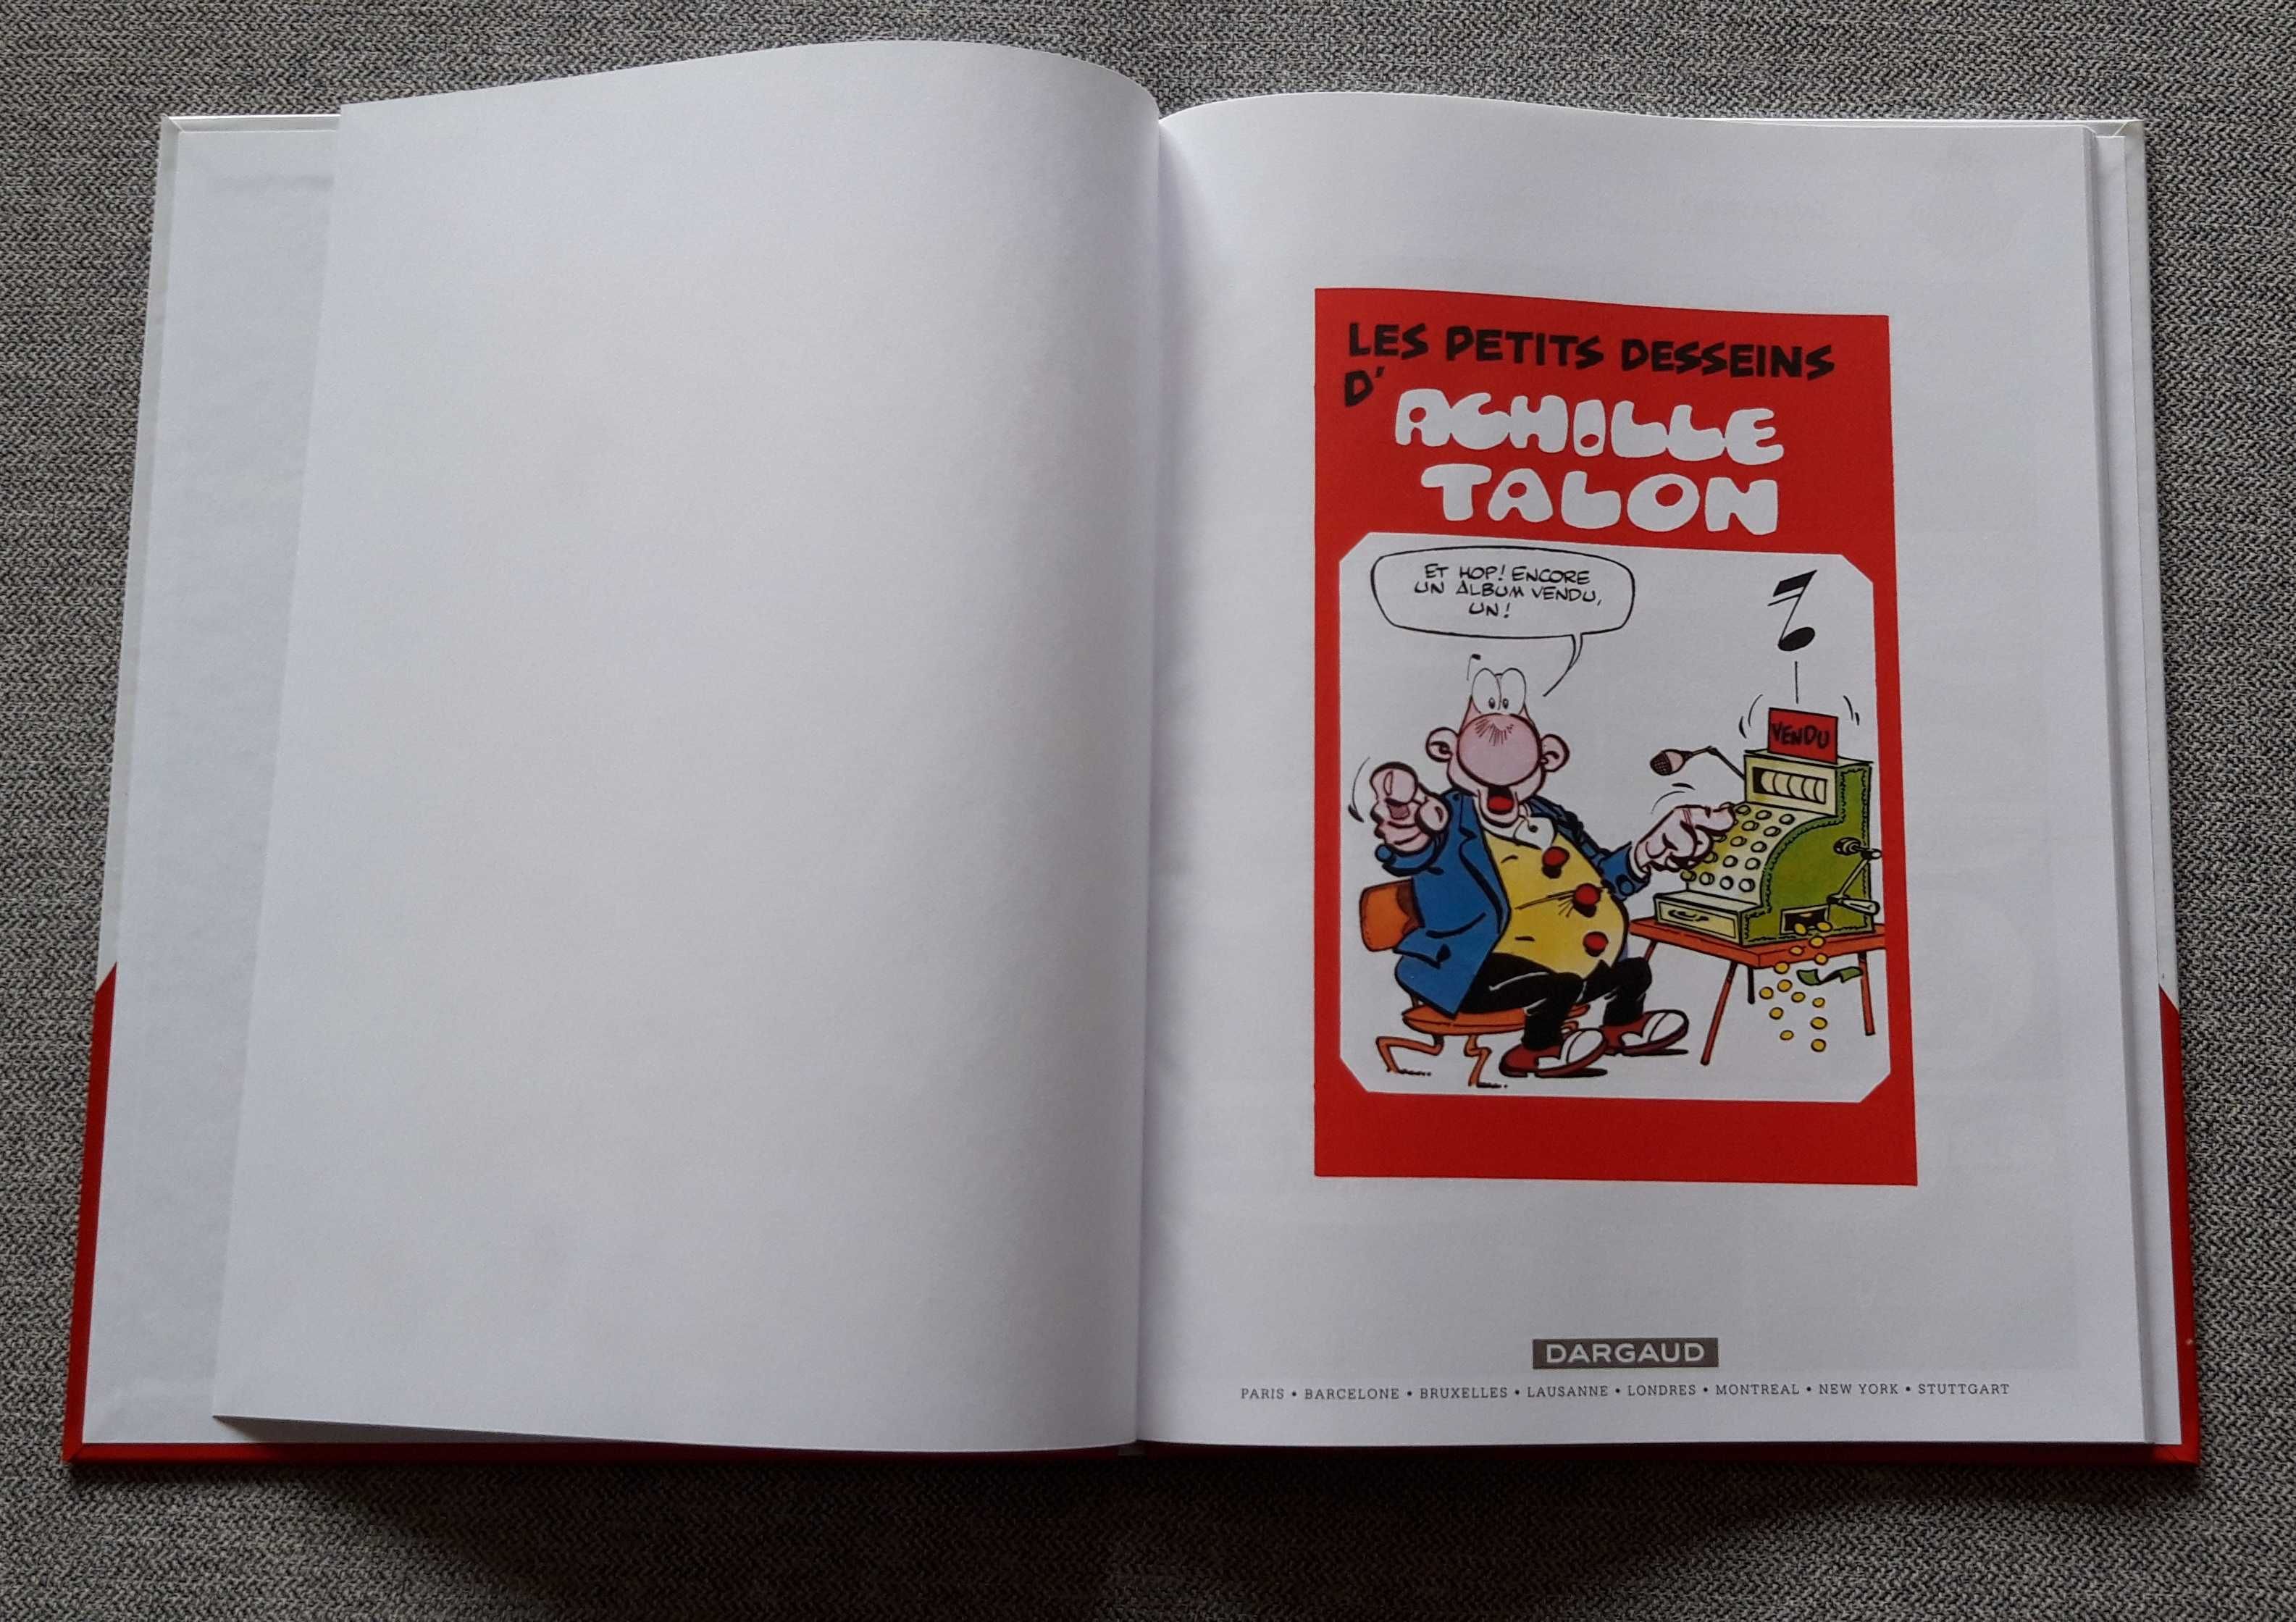 LES PETITS DESSEINS
D'ACHILLE
TALON
ET HOP! ENCORE
UN ALBUM VENDU,
UN!
VENDU
DARGAUD
PARIS • BARCELONE • BRUXELLES • LAUSANNE • LONDRES • MONTREAL • NEW YORK • STUTTGART